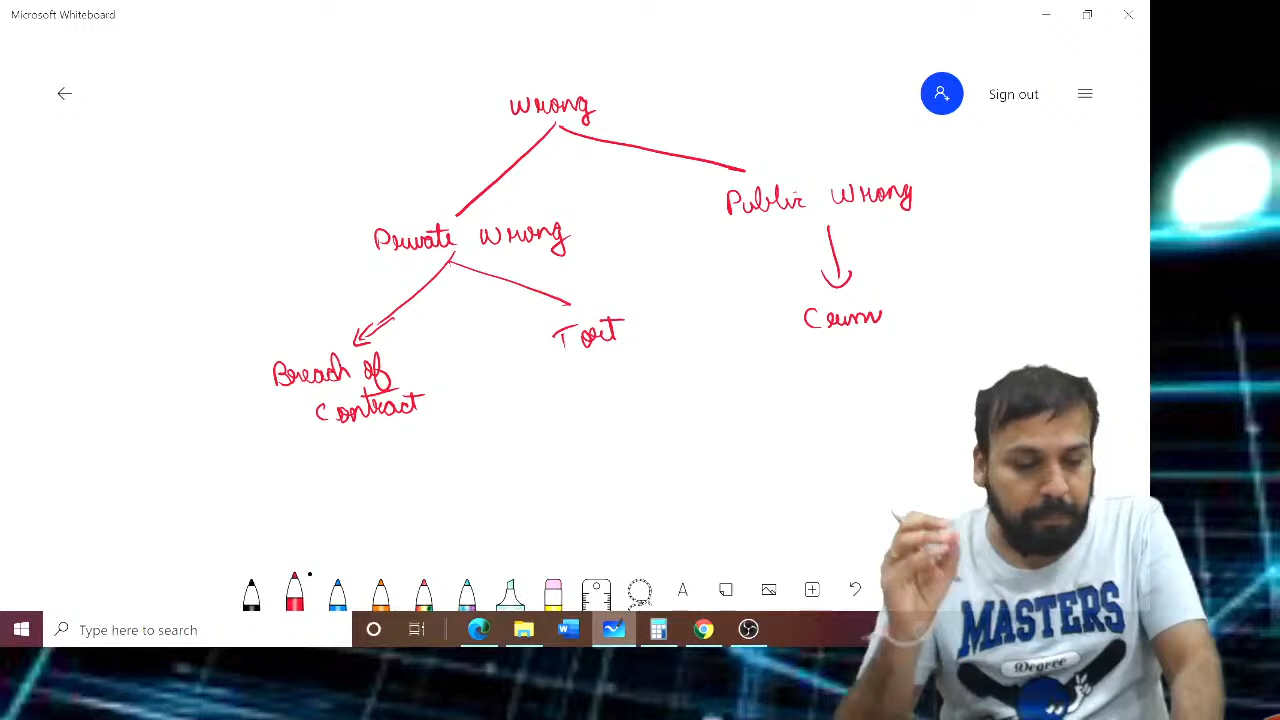 Microsoft Whiteboard
Sign out
Wrong
Public Wrong
Private Wrong
Crime
Tort
Breach of
Contract
A
Type here to search
MASTERS
Degree